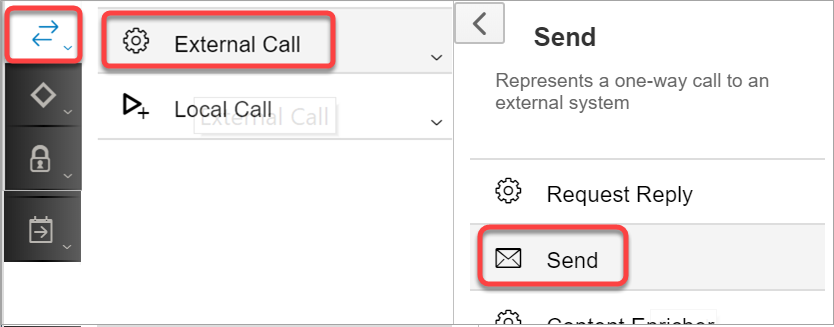 External Call
Local Call
External Call
Send
Represents a one-way call to an
external system
Request Reply
Send
Content Enricher